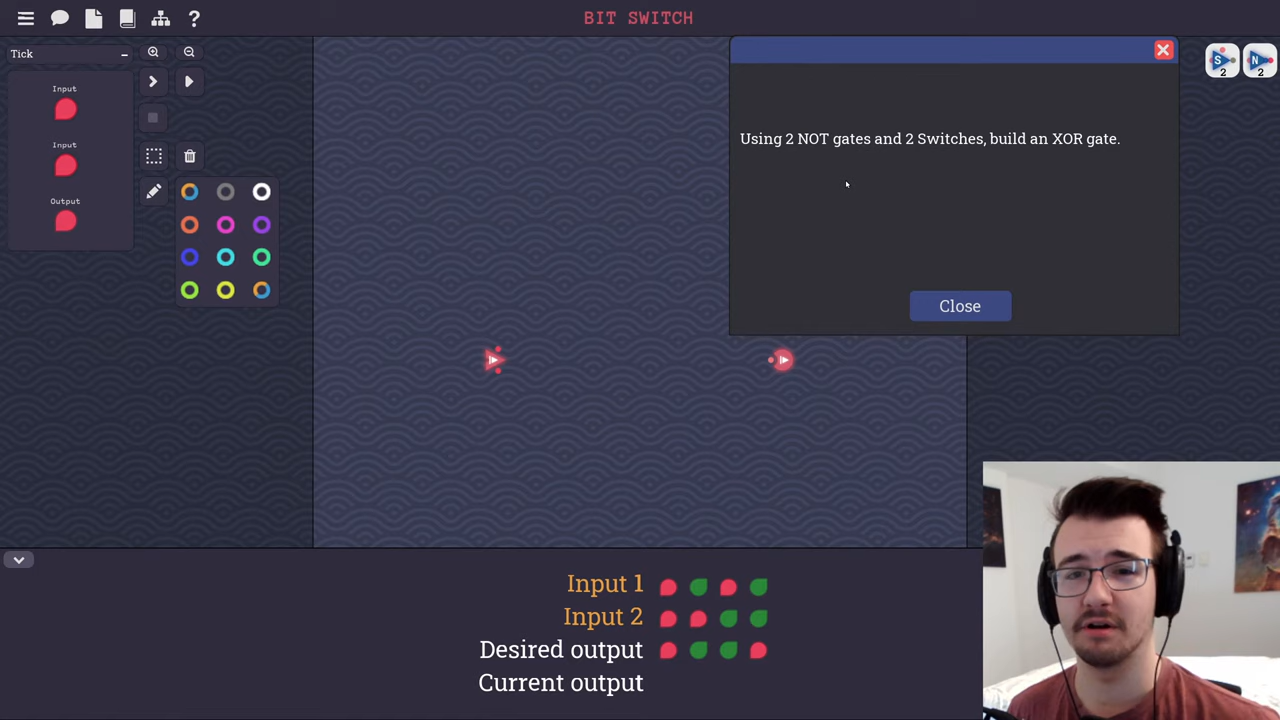 BIT SWITCH
Tick
Input
Input
Output
Using 2 NOT gates and 2 Switches, build an XOR gate.
Close
S
2
N
2
Input 1
Input 2
Desired output
Current output